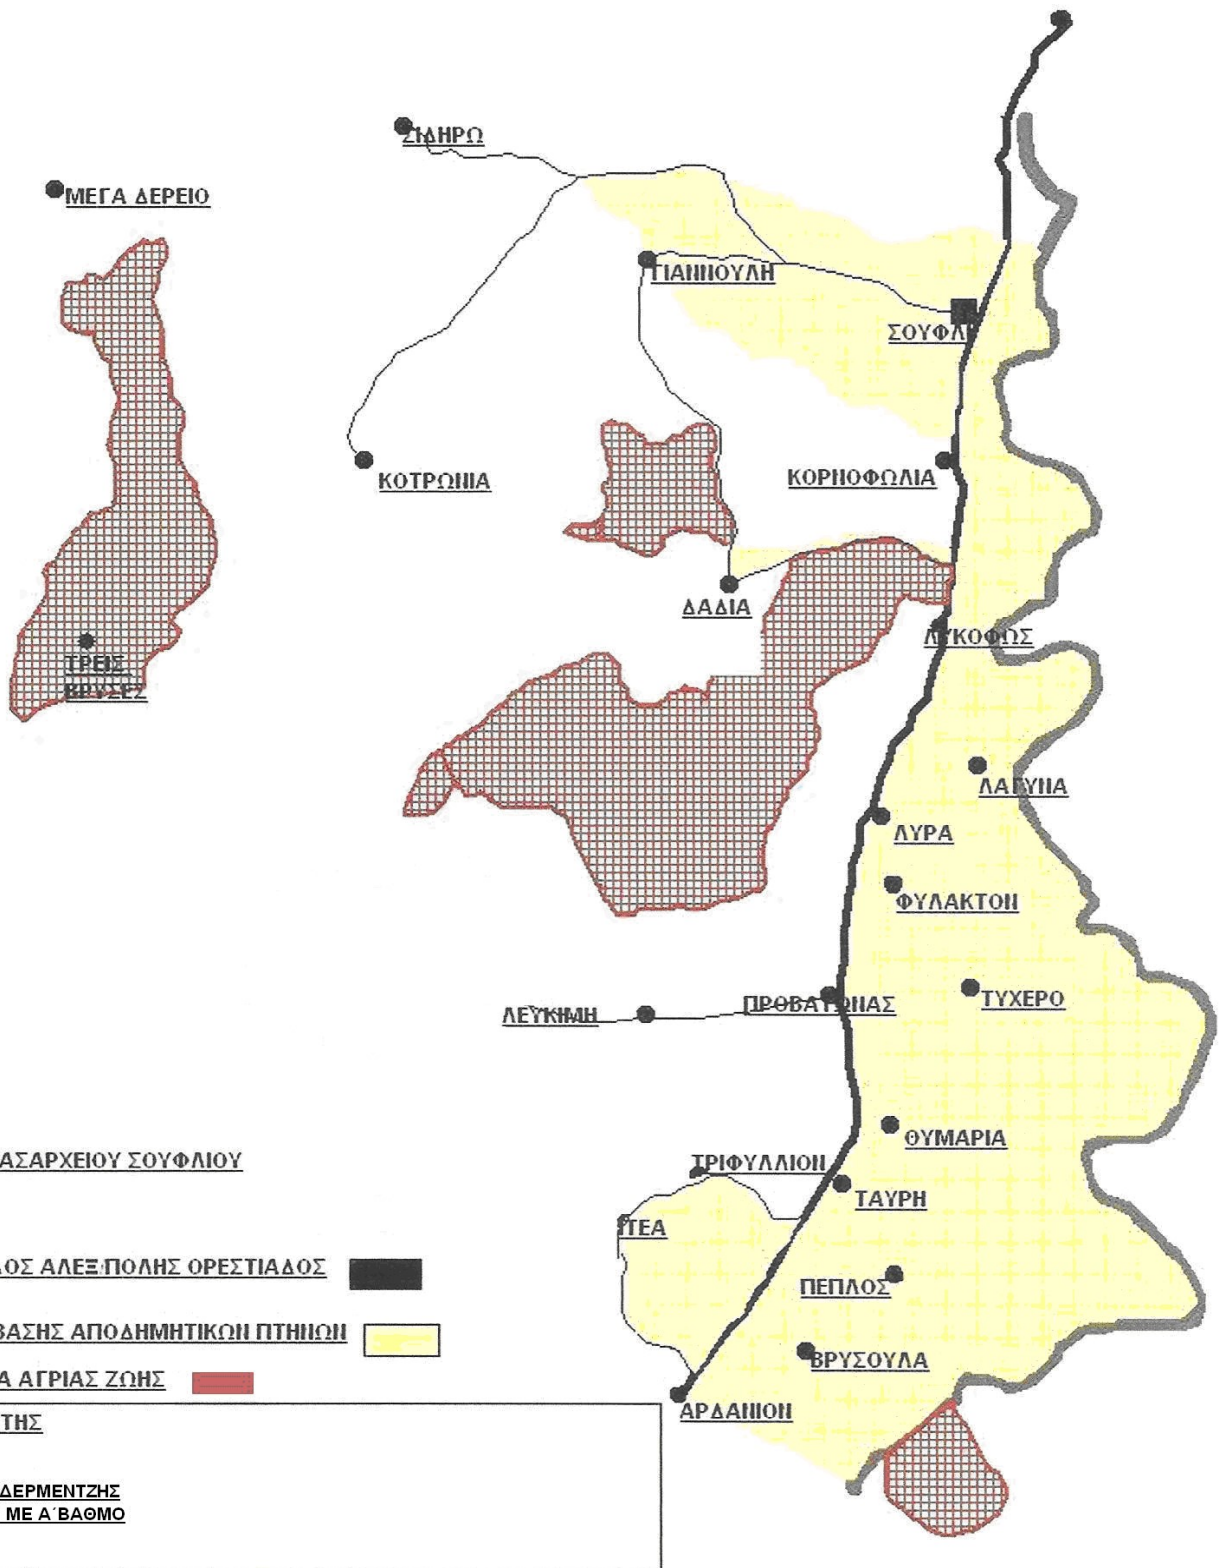 ΣΙΔΗΡΩ
ΜΕΓΑ ΔΕΡΕΙΟ
ΓΙΑΝΝΟΥΛΗ
ΣΟΥΦΛΙ
ΚΟΤΡΩΝΙΑ
ΚΟΡΝΟΦΩΛΙΑ
ΔΑΔΙΑ
ΛΥΚΟΦΩΣ
ΤΡΕΙΣ
ΒΡΥΣΕΣ
ΛΑΓΥΝΑ
ΛΥΡΑ
ΦΥΛΑΚΤΟΝ
ΤΥΧΕΡΟ
ΠΡΟΒΑΤΩΝΑΣ
ΛΕΥΚΙΜΗ
ΘΥΜΑΡΙΑ
ΤΡΙΦΥΛΛΙΟΝ
ΤΑΥΡΗ
ΙΤΕΑ
ΠΕΠΛΟΣ
ΒΡΥΣΟΥΛΑ
ΑΡΔΑΝΙΟΝ
ΑΣΑΡΧΕΙΟΥ ΣΟΥΦΛΙΟΥ
ΔΟΣ ΑΛΕΞ/ΠΟΛΗΣ ΟΡΕΣΤΙΑΔΟΣ
ΒΑΣΗΣ ΑΠΟΔΗΜΗΤΙΚΩΝ ΠΤΗΝΩΝ
Α ΑΓΡΙΑΣ ΖΩΗΣ
ΤΗΣ
ΔΕΡΜΕΝΤΖΗΣ
ΜΕ Α΄ΒΑΘΜΟ